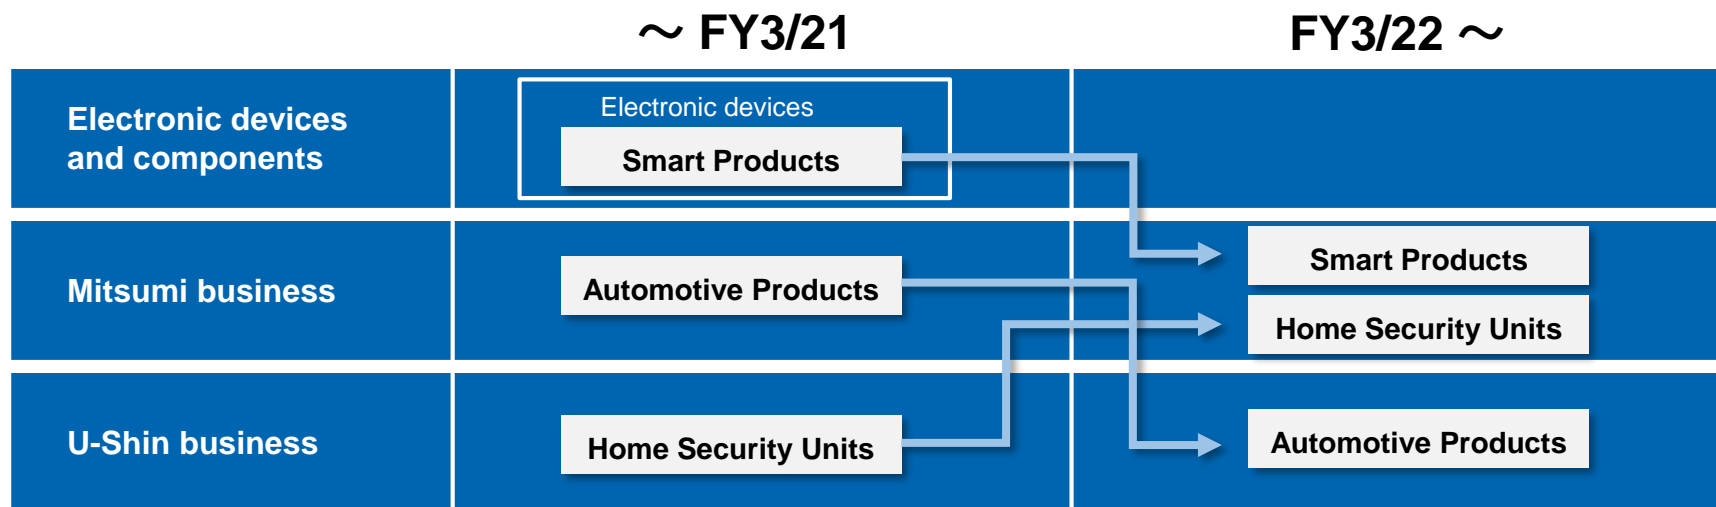 ～ FY3/21
FY3/22 ～
Electronic devices
and components
Electronic devices
Smart Products
Mitsumi business
Automotive Products
Smart Products
Home Security Units
U-Shin business
Home Security Units
Automotive Products